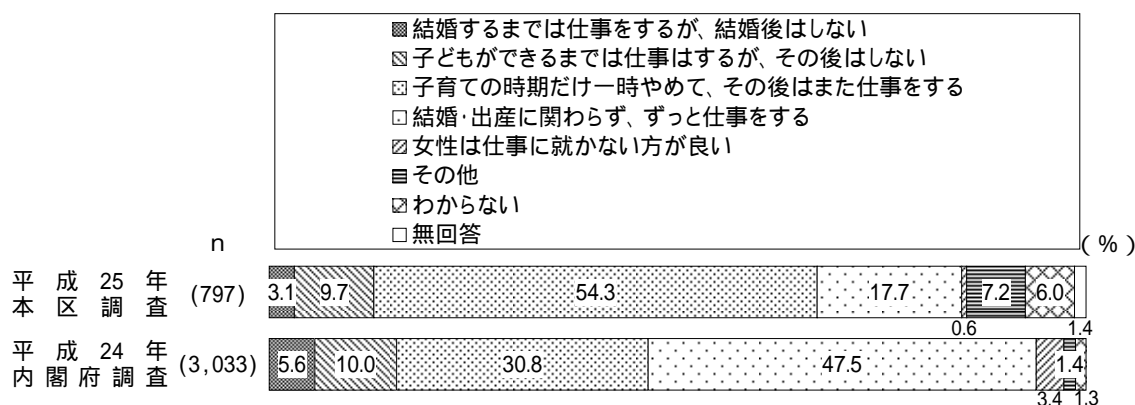 結婚するまでは仕事をするが、結婚後はしない
子どもができるまでは仕事はするが、その後はしない
子育ての時期だけ一時やめて、その後はまた仕事をする
結婚・出産に関わらず、ずっと仕事をする
女性は仕事に就かない方が良い
その他
わからない
無回答
n
(%)
平成25年
本区調査
(797)
3.1 9.7 54.3 17.7 7.2 6.0
0.6 1.4
平成24年
内閣府調査
(3,033)
5.6 10.0 30.8 47.5 1.4
3.4 1.3